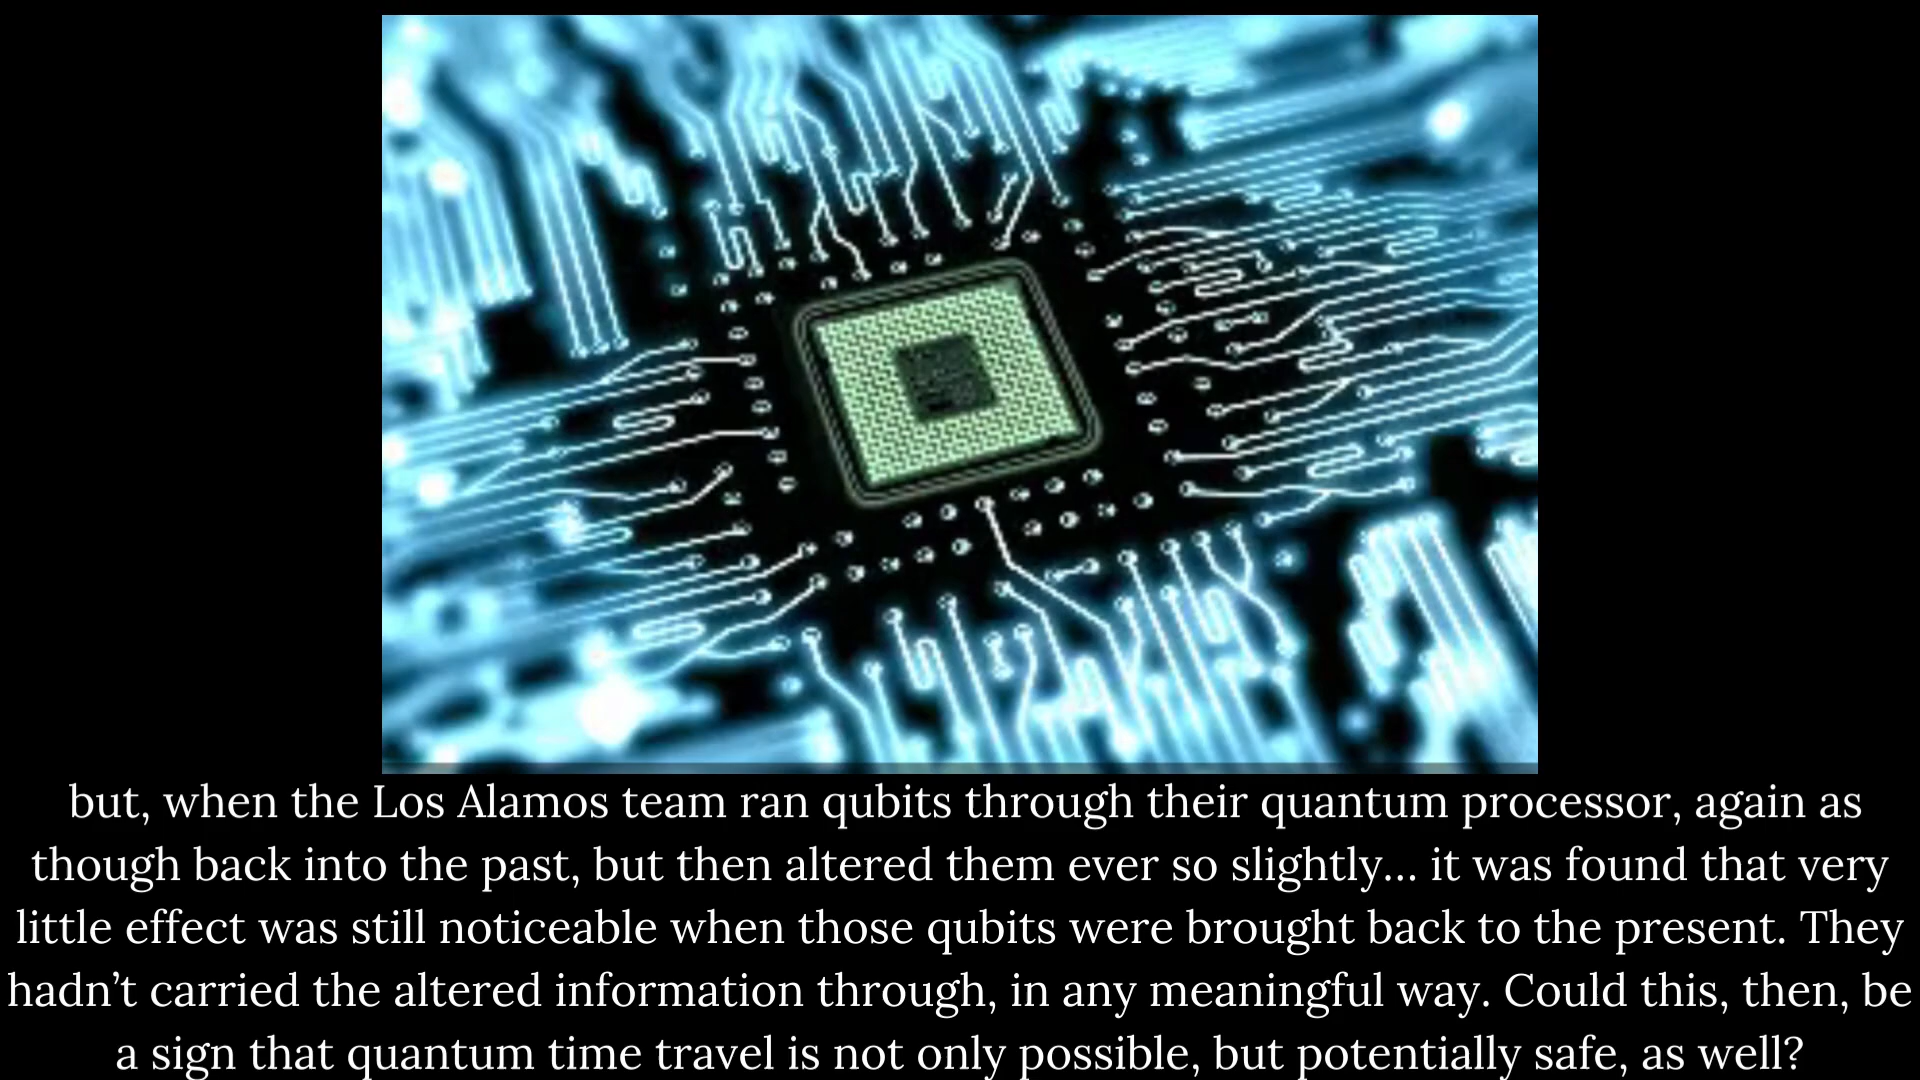 but, when the Los Alamos team ran qubits through their quantum processor, again as
though back into the past, but then altered them ever so slightly... it was found that very
little effect was still noticeable when those qubits were brought back to the present. They
hadn’t carried the altered information through, in any meaningful way. Could this, then, be
a sign that quantum time travel is not only possible, but potentially safe, as well?